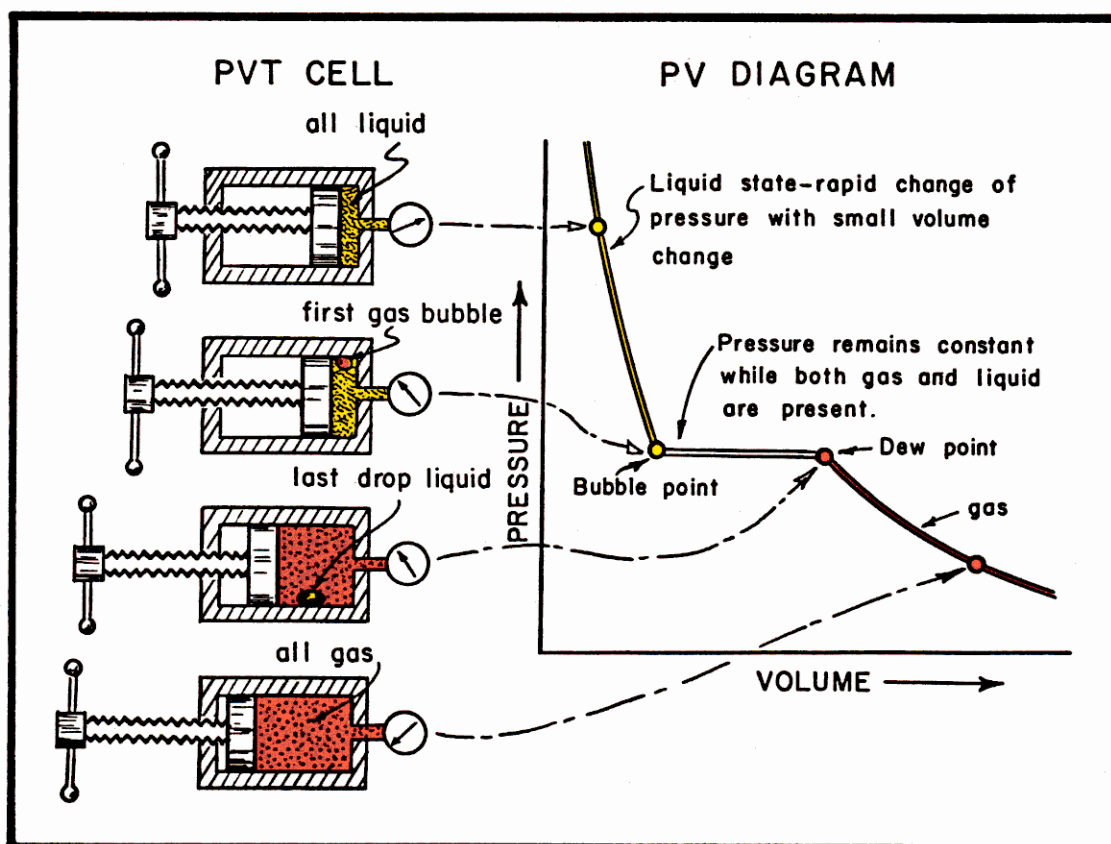 PVT CELL
all liquid
first gas bubble
last drop liquid
all gas
PV DIAGRAM
Liquid state-rapid change of
pressure with small volume
change
Pressure remains constant
while both gas and liquid
are present.
Bubble point
Dew point
gas
PRESSURE
VOLUME